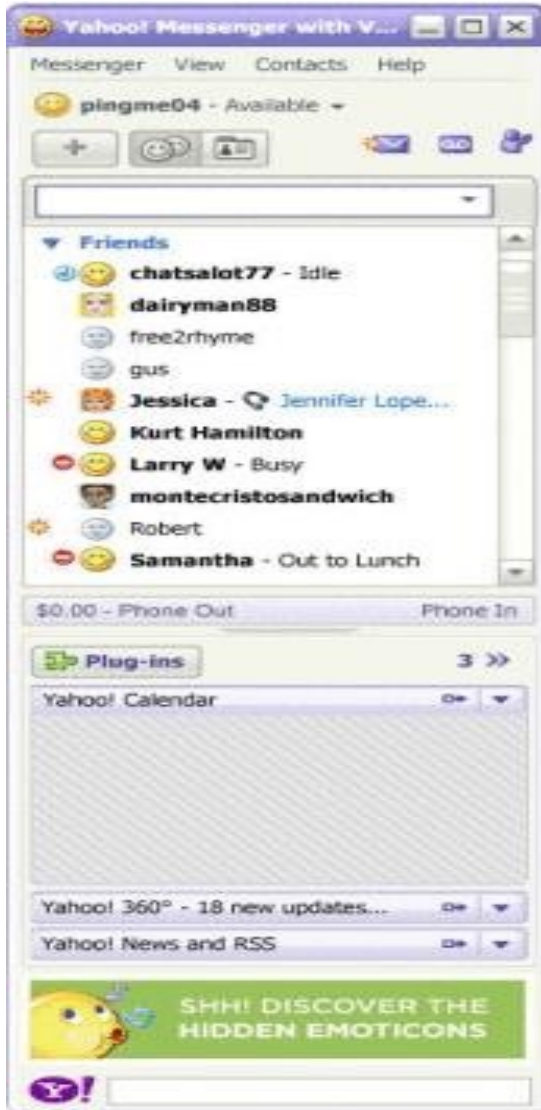 Yahoo! Messenger with V...
Messenger View Contacts Help
pingme04 - Available
Friends
chatsalot77 - Idle
dairyman88
free2rhyme
gus
Jessica - Jennifer Lope...
Kurt Hamilton
Larry W - Busy
montecristosandwich
Robert
Samantha - Out to Lunch
$0.00 - Phone Out Phone In
Plug-ins 3 >>
Yahoo! Calendar
Yahoo! 360° - 18 new updates...
Yahoo! News and RSS
SHH! DISCOVER THE
HIDDEN EMOTICONS
Y!